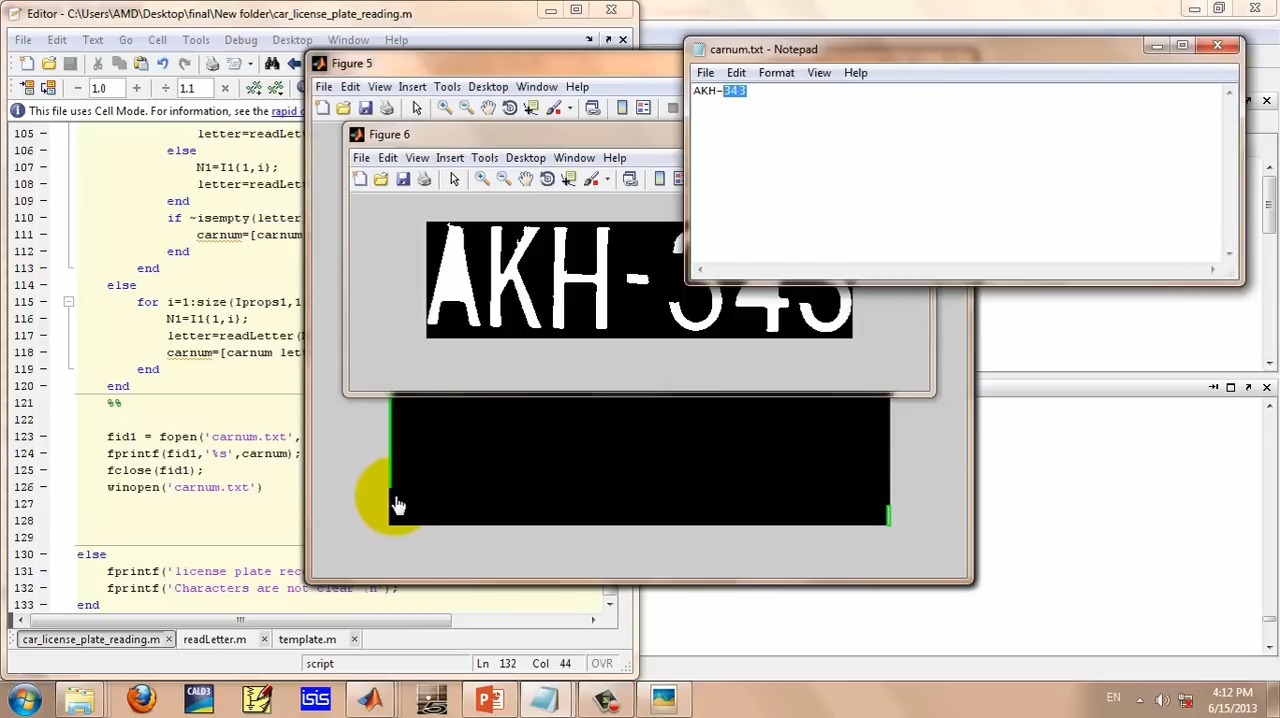 Editor - C:\Users\AMD\Desktop\final\New folder\car_license_plate_reading.m
File Edit Text Go Cell Tools Debug Desktop Window Help
- 1.0 + ÷ 1.1 ×
This file uses Cell Mode. For information, see the rapid
105 letter=readLet
106 else
107 N1=I1{1,i};
108 letter=readLet
109 end
110 if ~isempty(letter
111 carnum=[carnum
112 end
113 end
114 else
115 for i=1:size(Iprops1,1
116 N1=I1{1,i};
117 letter=readLetter(
118 carnum=[carnum let
119 end
120 end
121 %%
122
123 fid1 = fopen('carnum.txt',
124 fprintf(fid1,'%s',carnum);
125 fclose(fid1);
126 winopen('carnum.txt')
127
128
129
130 else
131 fprintf('license plate rec
132 fprintf('Characters are not clear \n');
133 end
car_license_plate_reading.m × readLetter.m × template.m ×
script Ln 132 Col 44 OVR
Figure 5
File Edit View Insert Tools Desktop Window Help
Figure 6
File Edit View Insert Tools Desktop Window Help
AKH-343
carnum.txt - Notepad
File Edit Format View Help
AKH-343
CALD3
isis
EN
4:12 PM
6/15/2013